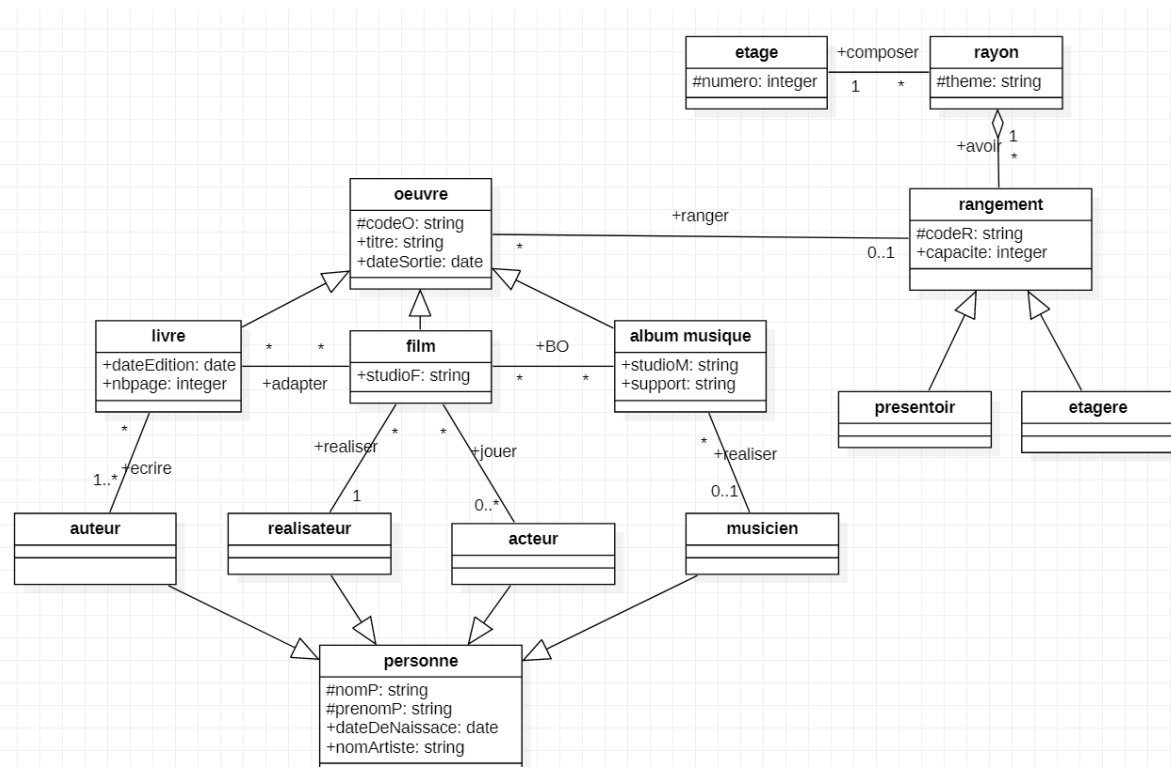 etage
#numero: integer
+composer
1
*
rayon
#theme: string
+avoir
1
*
oeuvre
#codeO: string
+titre: string
+dateSortie: date
+ranger
*
0..1
rangement
#codeR: string
+capacite: integer
livre
+dateEdition: date
+nbpage: integer
*
*
+adapter
film
+studioF: string
+BO
*
*
album musique
+studioM: string
+support: string
presentoir
etagere
*
+ecrire
1..*
+realiser
*
1
*
+jouer
0..*
*
+realiser
0..1
auteur
realisateur
acteur
musicien
personne
#nomP: string
#prenomP: string
+dateDeNaissace: date
+nomArtiste: string